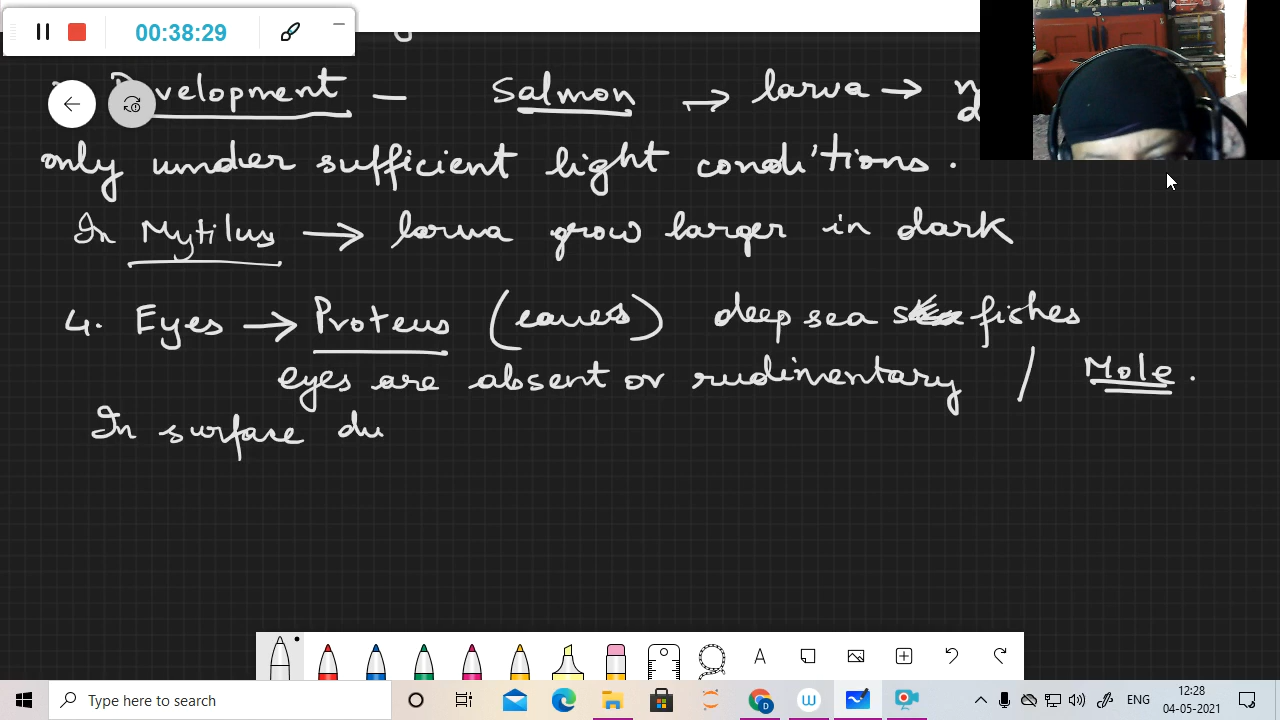 00:38:29
Development — Salmon → larva →
only under sufficient light conditions.
In Mytilus → larva grow larger in dark
4. Eyes → Proteus (caves) deep sea fishes
eyes are absent or rudimentary / Mole.
In surface du
A
Type here to search
ENG
12:28
04-05-2021